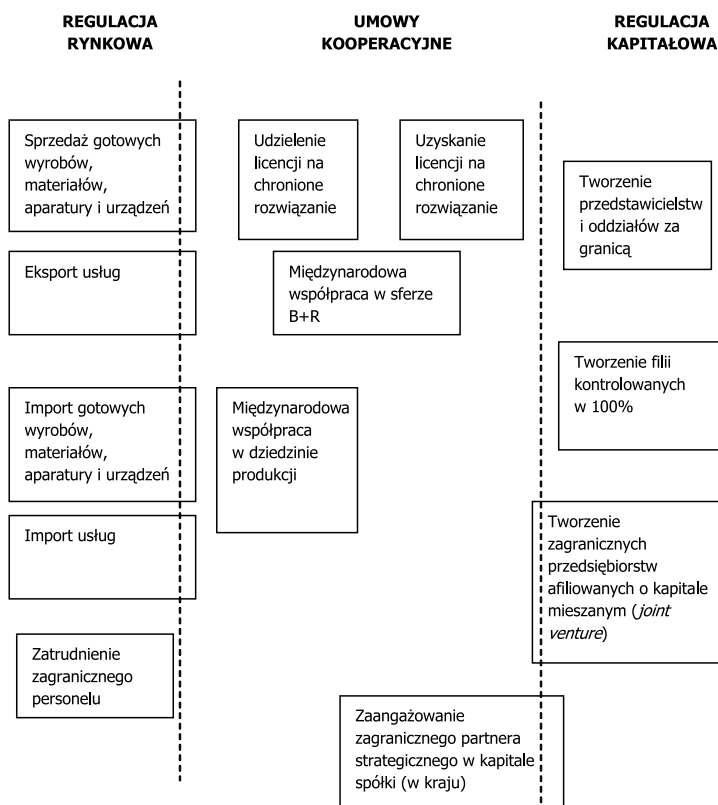 REGULACJA
RYNKOWA
UMOWY
KOOPERACYJNE
REGULACJA
KAPITAŁOWA
Sprzedaż gotowych
wyrobów,
materiałów,
aparatury i urządzeń
Udzielenie
licencji na
chronione
rozwiązanie
Uzyskanie
licencji na
chronione
rozwiązanie
Tworzenie
przedstawicielstw
i oddziałów za
granicą
Eksport usług
Międzynarodowa
współpraca w sferze
B+R
Tworzenie filii
kontrolowanych
w 100%
Import gotowych
wyrobów,
materiałów,
aparatury i urządzeń
Międzynarodowa
współpraca
w dziedzinie
produkcji
Import usług
Tworzenie
zagranicznych
przedsiębiorstw
afiliowanych o kapitale
mieszanym (joint
venture)
Zatrudnienie
zagranicznego
personelu
Zaangażowanie
zagranicznego partnera
strategicznego w kapitale
spółki (w kraju)